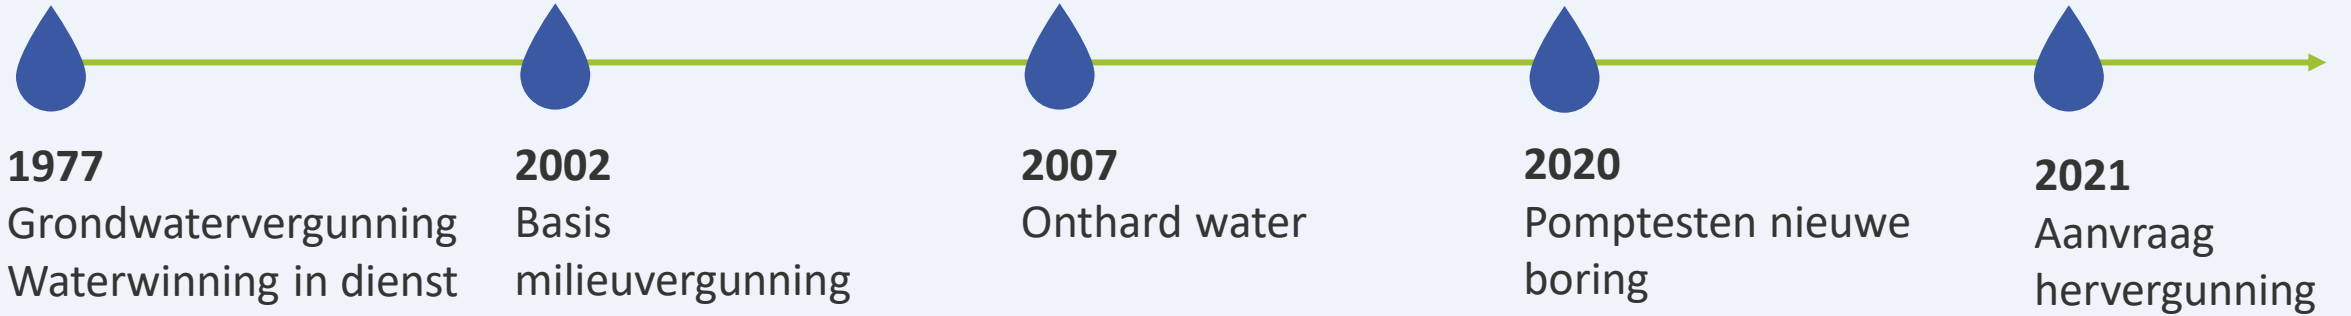 1977
Grondwatervergunning
Waterwinning in dienst
2002
Basis
milieuvergunning
2007
Onthard water
2020
Pomptesten nieuwe
boring
2021
Aanvraag
hervergunning